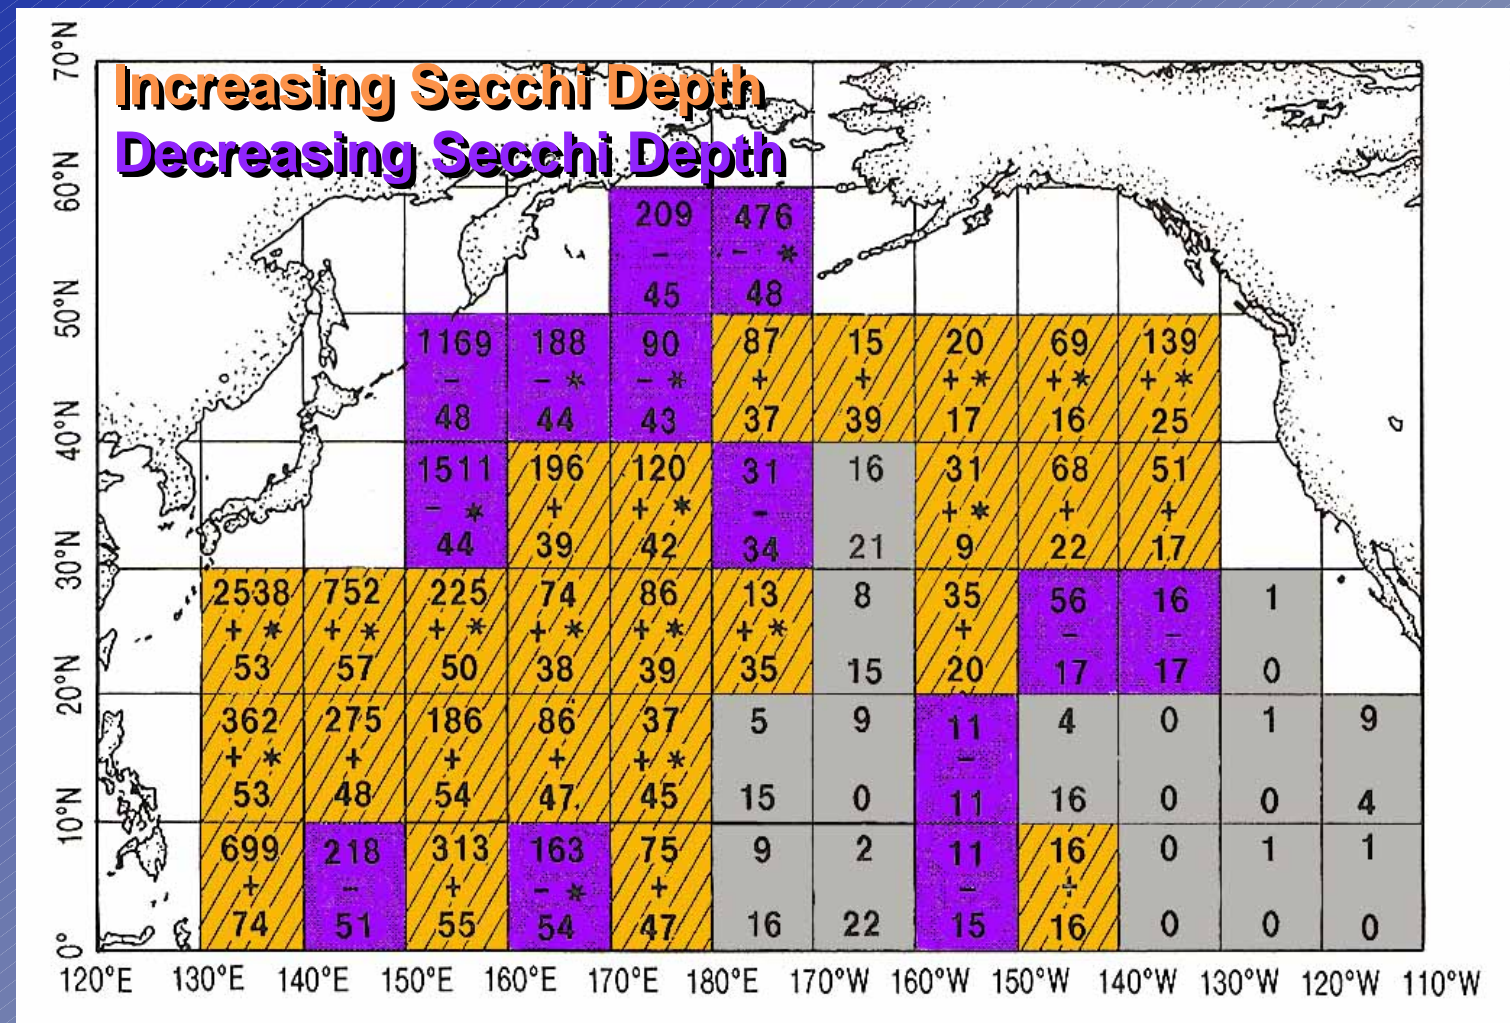 Increasing Secchi Depth
Decreasing Secchi Depth
70°N
60°N
209 476
− − *
45 48
50°N
1169 188 90 87 15 20 69 139
− − * − * + + + * + * + *
48 44 43 37 39 17 16 25
40°N
1511 196 120 31 16 31 68 51
− * + + * − + * + +
44 39 42 34 21 9 22 17
30°N
2538 752 225 74 86 13 8 35 56 16 1
+ * + * + * + * + * + * + − −
53 57 50 38 39 35 15 20 17 17 0
20°N
362 275 186 86 37 5 9 11 4 0 1 9
+ * + + + + * −
53 48 54 47 45 15 0 11 16 0 0 4
10°N
699 218 313 163 75 9 2 11 16 0 1 1
+ − + − * + − +
74 51 55 54 47 16 22 15 16 0 0 0
0°
120°E 130°E 140°E 150°E 160°E 170°E 180°E 170°W 160°W 150°W 140°W 130°W 120°W 110°W